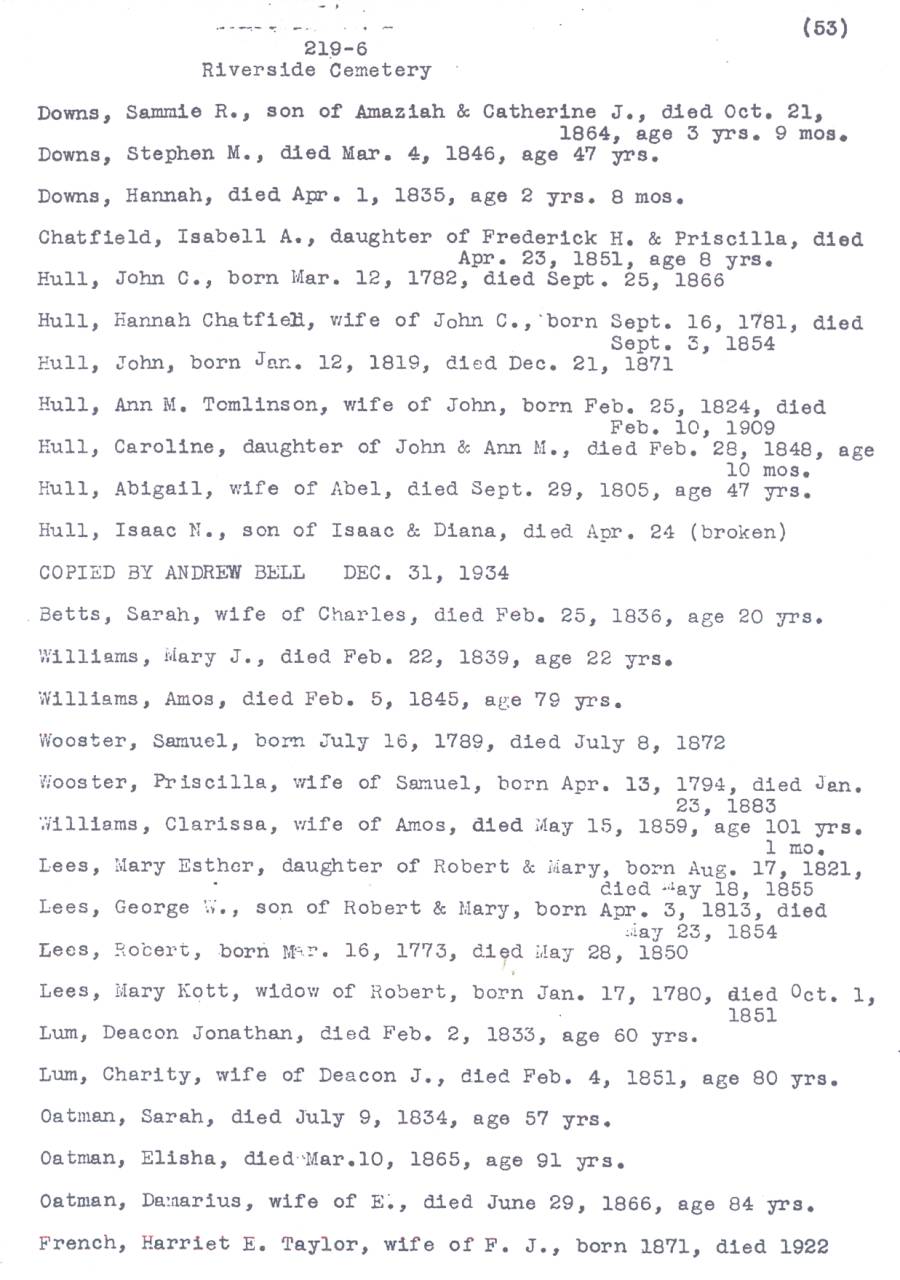 (53)
219-6
Riverside Cemetery
Downs, Sammie R., son of Amaziah & Catherine J., died Oct. 21,
1864, age 3 yrs. 9 mos.
Downs, Stephen M., died Mar. 4, 1846, age 47 yrs.
Downs, Hannah, died Apr. 1, 1835, age 2 yrs. 8 mos.
Chatfield, Isabell A., daughter of Frederick H. & Priscilla, died
Apr. 23, 1851, age 8 yrs.
Hull, John C., born Mar. 12, 1782, died Sept. 25, 1866
Hull, Hannah Chatfield, wife of John C., born Sept. 16, 1781, died
Sept. 3, 1854
Hull, John, born Jan. 12, 1819, died Dec. 21, 1871
Hull, Ann M. Tomlinson, wife of John, born Feb. 25, 1824, died
Feb. 10, 1909
Hull, Caroline, daughter of John & Ann M., died Feb. 28, 1848, age
10 mos.
Hull, Abigail, wife of Abel, died Sept. 29, 1805, age 47 yrs.
Hull, Isaac N., son of Isaac & Diana, died Apr. 24 (broken)
COPIED BY ANDREW BELL DEC. 31, 1934
Betts, Sarah, wife of Charles, died Feb. 25, 1836, age 20 yrs.
Williams, Mary J., died Feb. 22, 1839, age 22 yrs.
Williams, Amos, died Feb. 5, 1845, age 79 yrs.
Wooster, Samuel, born July 16, 1789, died July 8, 1872
Wooster, Priscilla, wife of Samuel, born Apr. 13, 1794, died Jan.
23, 1883
Williams, Clarissa, wife of Amos, died May 15, 1859, age 101 yrs.
1 mo.
Lees, Mary Esther, daughter of Robert & Mary, born Aug. 17, 1821,
died May 18, 1855
Lees, George W., son of Robert & Mary, born Apr. 3, 1813, died
May 23, 1854
Lees, Robert, born Mar. 16, 1773, died May 28, 1850
Lees, Mary Kott, widow of Robert, born Jan. 17, 1780, died Oct. 1,
1851
Lum, Deacon Jonathan, died Feb. 2, 1833, age 60 yrs.
Lum, Charity, wife of Deacon J., died Feb. 4, 1851, age 80 yrs.
Oatman, Sarah, died July 9, 1834, age 57 yrs.
Oatman, Elisha, died Mar.10, 1865, age 91 yrs.
Oatman, Damarius, wife of E., died June 29, 1866, age 84 yrs.
French, Harriet E. Taylor, wife of F. J., born 1871, died 1922